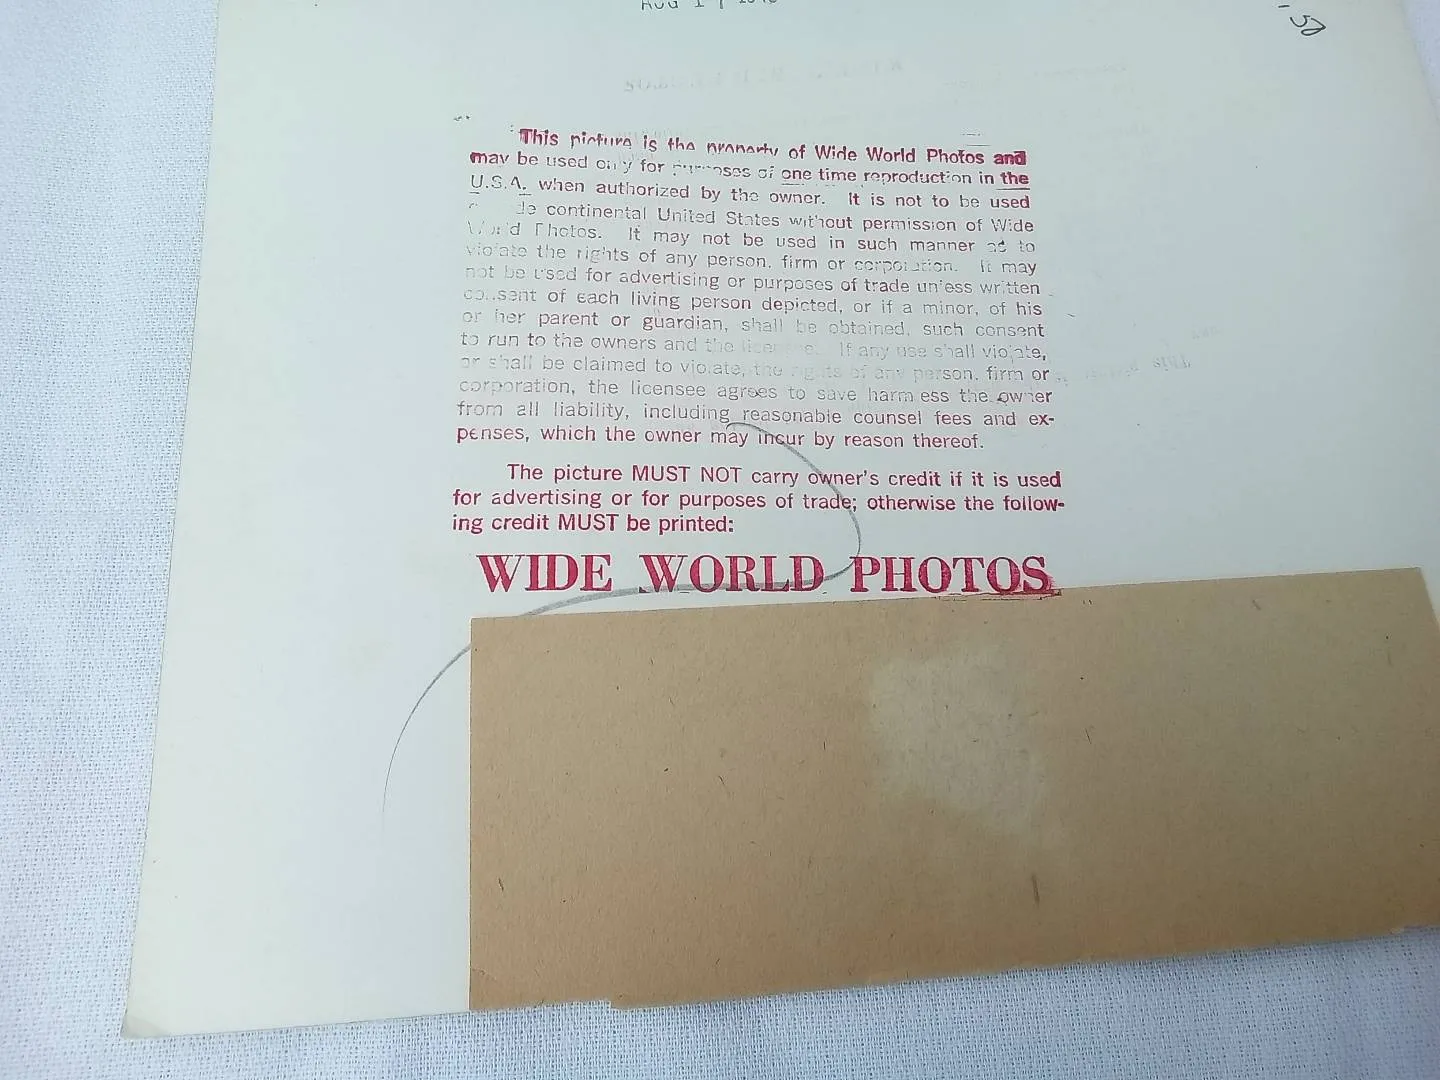 .50
This picture is the property of Wide World Photos and
may be used only for purposes of one time reproduction in the
U.S.A. when authorized by the owner. It is not to be used
continental United States without permission of Wide
World Photos. It may not be used in such manner as to
violate the rights of any person, firm or corporation. It may
not be used for advertising or purposes of trade unless written
consent of each living person depicted, or if a minor, of his
or her parent or guardian, shall be obtained, such consent
to run to the owners and the licensee. If any use shall violate,
or shall be claimed to violate, the rights of any person, firm or
corporation, the licensee agrees to save harmless the owner
from all liability, including reasonable counsel fees and ex-
penses, which the owner may incur by reason thereof.
The picture MUST NOT carry owner's credit if it is used
for advertising or for purposes of trade; otherwise the follow-
ing credit MUST be printed:
WIDE WORLD PHOTOS